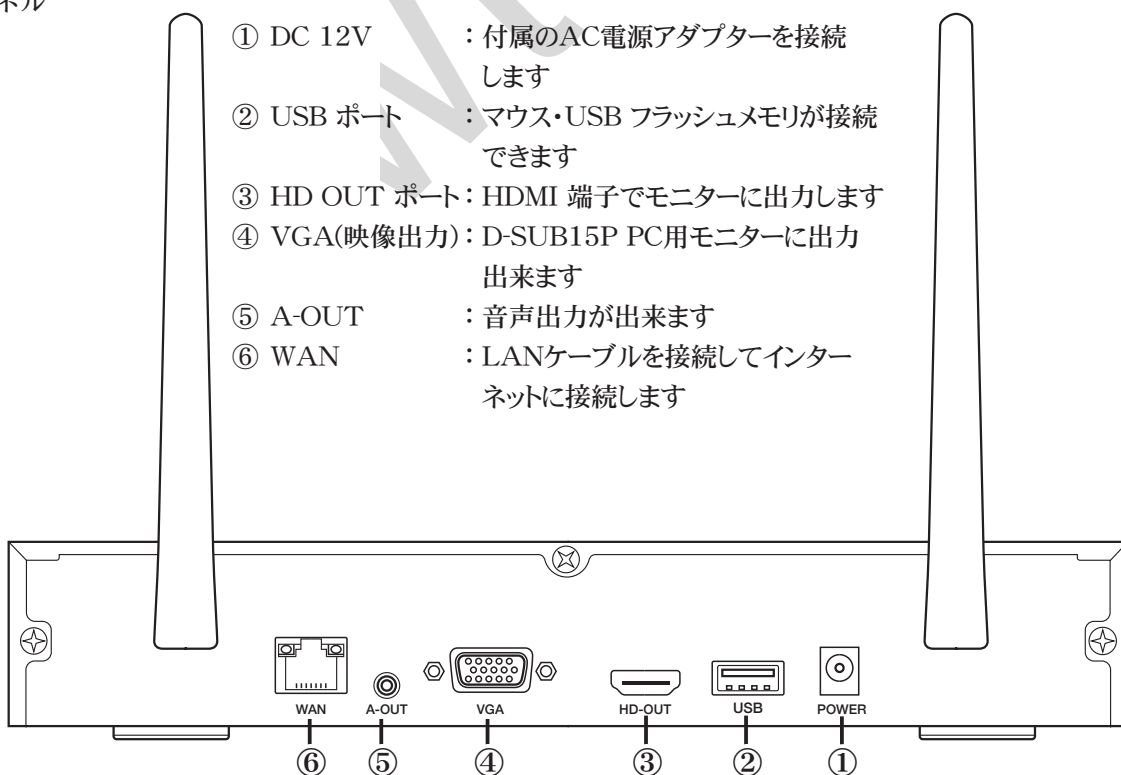 ネル
① DC 12V ：付属のAC電源アダプターを接続
します
② USB ポート ：マウス・USB フラッシュメモリが接続
できます
③ HD OUT ポート：HDMI 端子でモニターに出力します
④ VGA(映像出力)：D-SUB15P PC用モニターに出力
出来ます
⑤ A-OUT ：音声出力が出来ます
⑥ WAN ：LANケーブルを接続してインター
ネットに接続します
WAN A-OUT VGA HD-OUT USB POWER
⑥ ⑤ ④ ③ ② ①